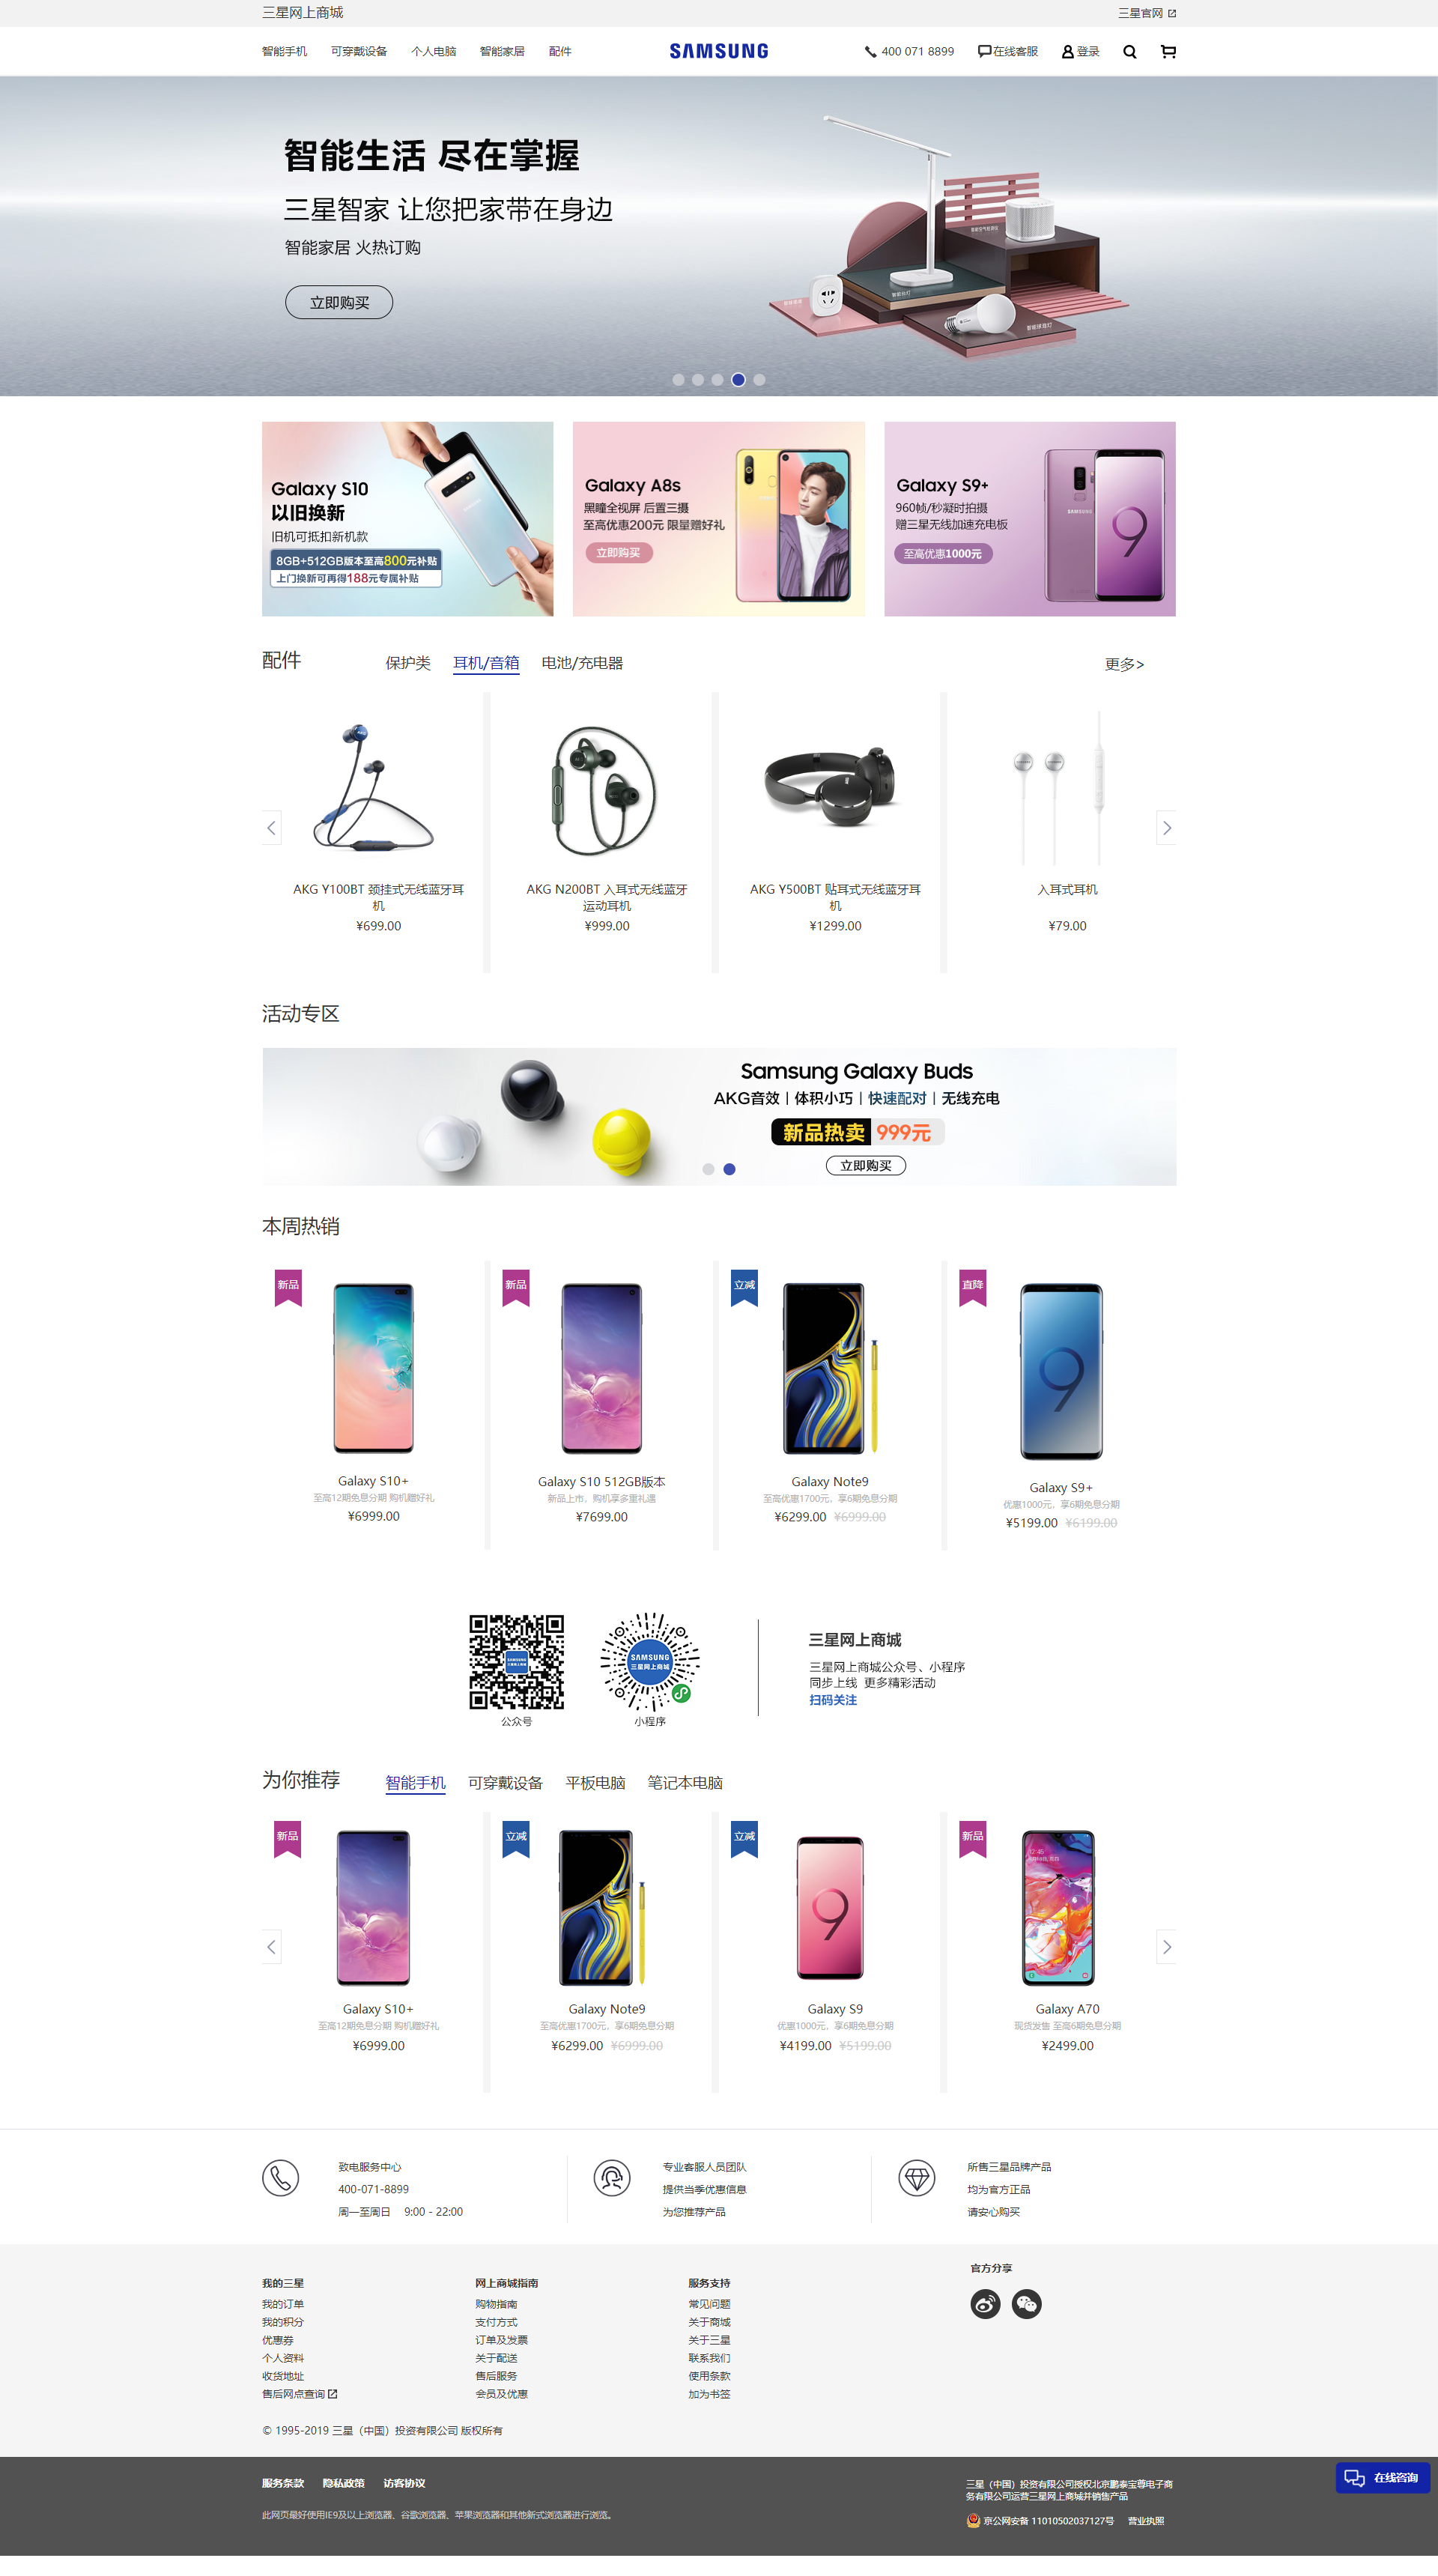 三星网上商城
三星官网
智能手机 可穿戴设备 个人电脑 智能家居 配件
SAMSUNG
400 071 8899 在线客服 登录
智能生活 尽在掌握
三星智家 让您把家带在身边
智能家居 火热订购
立即购买
智能台灯
Galaxy S10
以旧换新
旧机可抵扣新机款
8GB+512GB版本至高800元补贴
上门换新可再得188元专属补贴
Galaxy A8s
黑瞳全视屏 后置三摄
至高优惠200元 限量赠好礼
立即购买
Galaxy S9+
960帧/秒凝时拍摄
赠三星无线加速充电板
至高优惠1000元
SAMSUNG
配件 保护类 耳机/音箱 电池/充电器 更多>
AKG Y100BT 颈挂式无线蓝牙耳
机
¥699.00
AKG N200BT 入耳式无线蓝牙
运动耳机
¥999.00
AKG Y500BT 贴耳式无线蓝牙耳
机
¥1299.00
入耳式耳机
¥79.00
活动专区
Samsung Galaxy Buds
AKG音效 | 体积小巧 | 快速配对 | 无线充电
新品热卖 999元
立即购买
本周热销
新品
Galaxy S10+
至高12期免息分期 购机赠好礼
¥6999.00
新品
Galaxy S10 512GB版本
新品上市，购机享多重礼遇
¥7699.00
立减
Galaxy Note9
至高优惠1700元，享6期免息分期
¥6299.00 ¥6999.00
直降
Galaxy S9+
优惠1000元，享6期免息分期
¥5199.00 ¥6199.00
SAMSUNG
三星网上商城
公众号
SAMSUNG
三星网上商城
小程序
三星网上商城
三星网上商城公众号、小程序
同步上线 更多精彩活动
扫码关注
为你推荐 智能手机 可穿戴设备 平板电脑 笔记本电脑
新品
Galaxy S10+
至高12期免息分期 购机赠好礼
¥6999.00
立减
Galaxy Note9
至高优惠1700元，享6期免息分期
¥6299.00 ¥6999.00
立减
Galaxy S9
优惠1000元，享6期免息分期
¥4199.00 ¥5199.00
新品
12:45
Galaxy A70
现货发售 至高6期免息分期
¥2499.00
致电服务中心
400-071-8899
周一至周日 9:00 - 22:00
专业客服人员团队
提供当季优惠信息
为您推荐产品
所售三星品牌产品
均为官方正品
请安心购买
我的三星
我的订单
我的积分
优惠券
个人资料
收货地址
售后网点查询
网上商城指南
购物指南
支付方式
订单及发票
关于配送
售后服务
会员及优惠
服务支持
常见问题
关于商城
关于三星
联系我们
使用条款
加为书签
官方分享
© 1995-2019 三星（中国）投资有限公司 版权所有
服务条款 隐私政策 访客协议
此网页最好使用IE9及以上浏览器、谷歌浏览器、苹果浏览器和其他新式浏览器进行浏览。
三星（中国）投资有限公司授权北京鹏泰宝尊电子商
务有限公司运营三星网上商城并销售产品
京公网安备 11010502037127号 营业执照
在线咨询